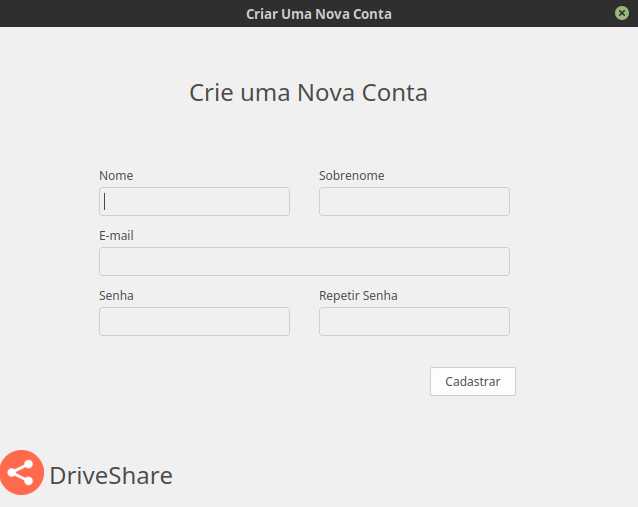 Criar Uma Nova Conta
Crie uma Nova Conta
Nome Sobrenome
E-mail
Senha Repetir Senha
Cadastrar
DriveShare